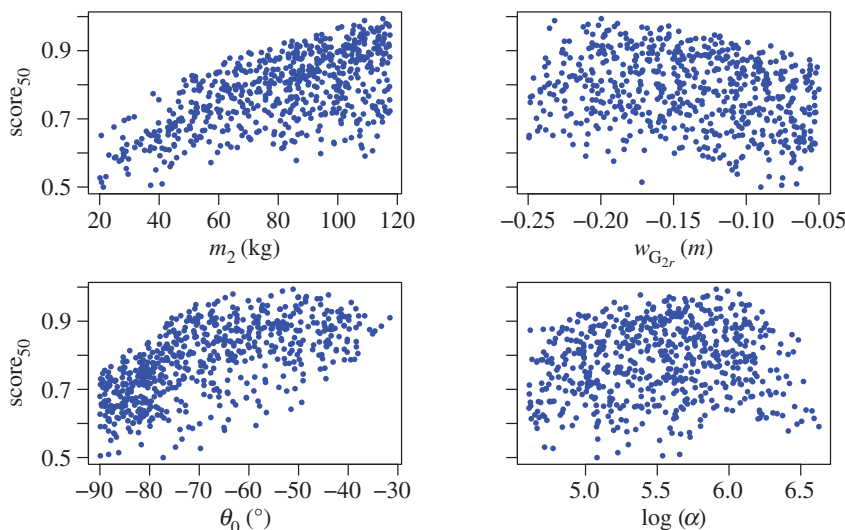 score50
0.9
0.7
0.5
20 40 60 80 100 120
m2 (kg)
−0.25 −0.20 −0.15 −0.10 −0.05
wG2r (m)
score50
0.9
0.7
0.5
−90 −80 −70 −60 −50 −40 −30
θ0 (°)
5.0 5.5 6.0 6.5
log (α)